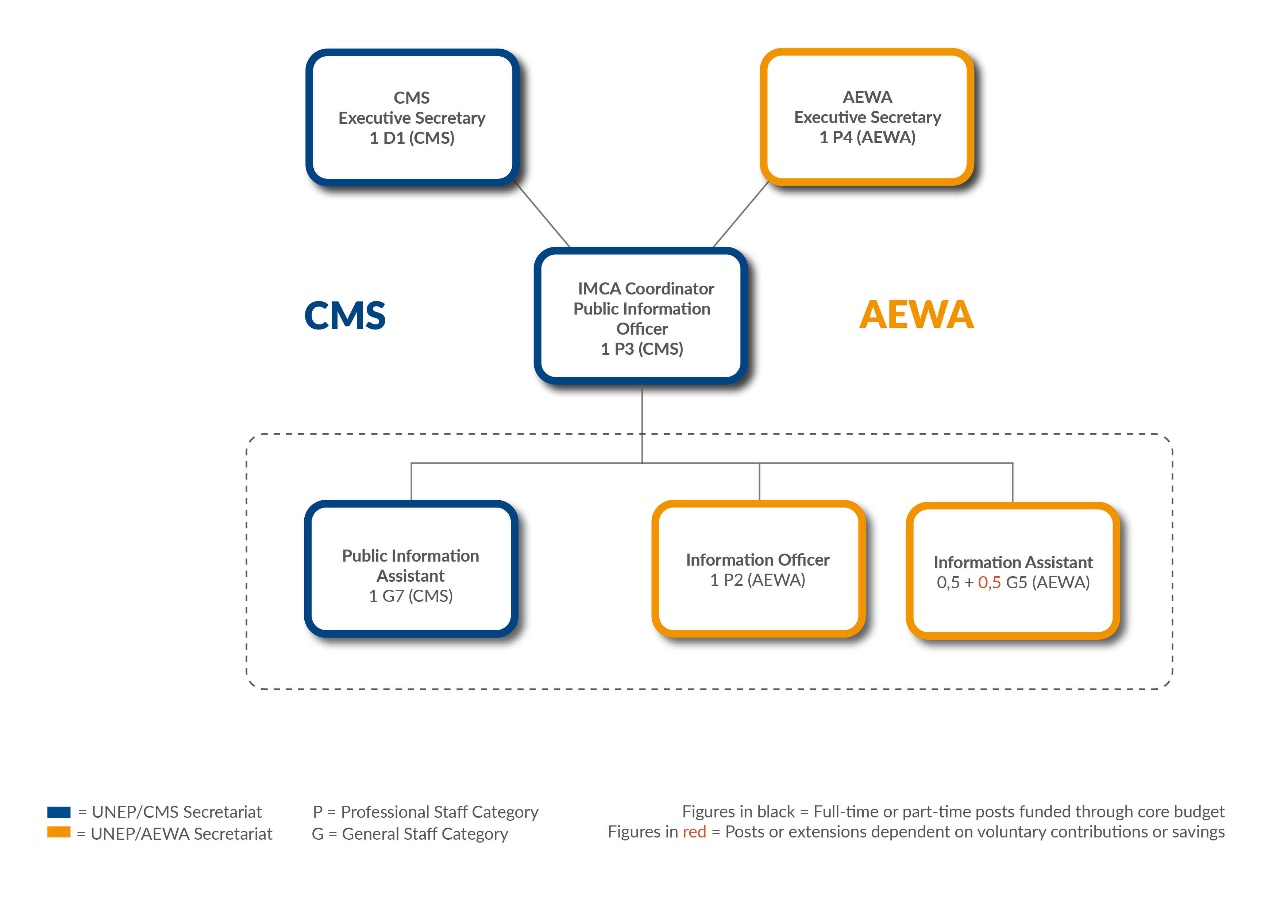 CMS
Executive Secretary
1 D1 (CMS)
AEWA
Executive Secretary
1 P4 (AEWA)
IMCA Coordinator
Public Information
Officer
1 P3 (CMS)
CMS
AEWA
Public Information
Assistant
1 G7 (CMS)
Information Officer
1 P2 (AEWA)
Information Assistant
0,5 + 0,5 G5 (AEWA)
= UNEP/CMS Secretariat
= UNEP/AEWA Secretariat
P = Professional Staff Category
G = General Staff Category
Figures in black = Full-time or part-time posts funded through core budget
Figures in red = Posts or extensions dependent on voluntary contributions or savings